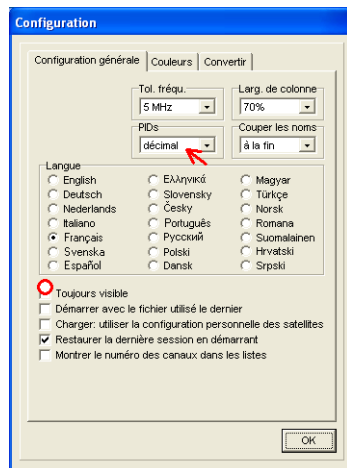 Configuration
Configuration générale Couleurs Convertir
Tol. fréqu. Larg. de colonne
5 MHz 70%
PIDs Couper les noms
décimal à la fin
Langue
English Ελληνικά Magyar
Deutsch Slovensky Türkçe
Nederlands Česky Norsk
Italiano Português Romana
Français Русский Suomalainen
Svenska Polski Hrvatski
Español Dansk Srpski
Toujours visible
Démarrer avec le fichier utilisé le dernier
Charger: utiliser la configuration personnelle des satellites
Restaurer la dernière session en démarrant
Montrer le numéro des canaux dans les listes
OK